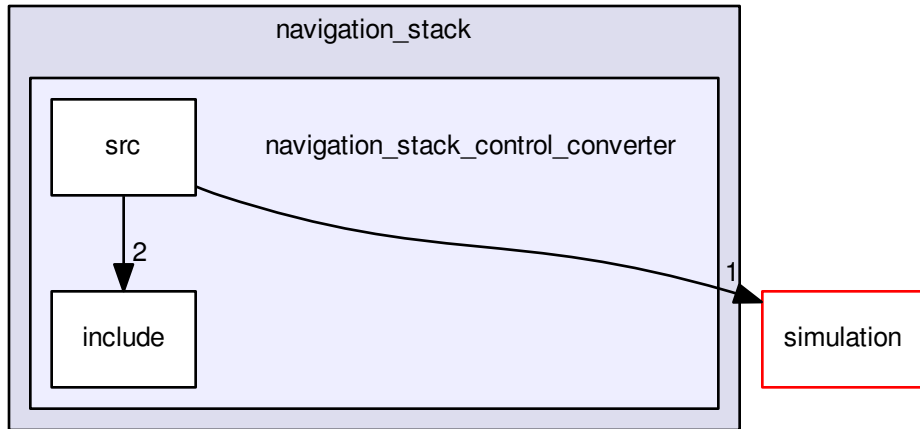 navigation_stack
src
navigation_stack_control_converter
2
1
include
simulation